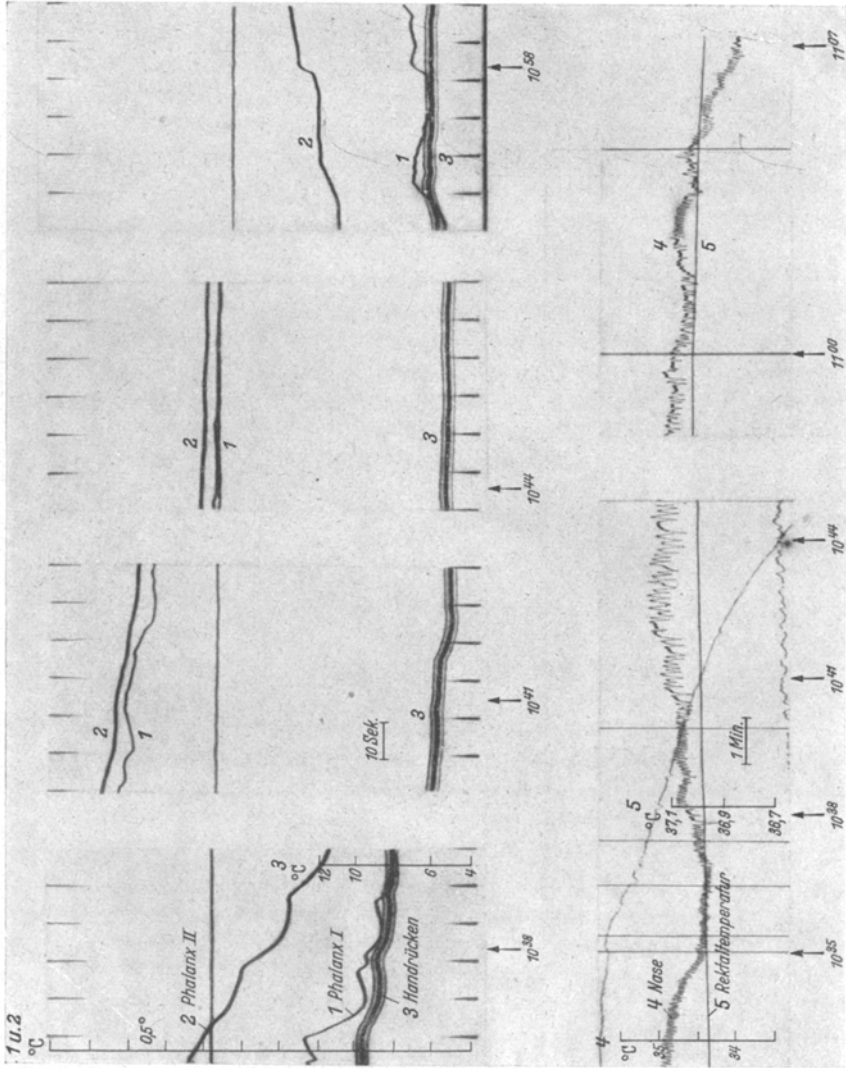 1 u. 2
°C
0,5°
2 Phalanx II
1 Phalanx I
3 Handrücken
3
°C
12
10
8
6
4
10³⁸
2
1
3
10 Sek.
10⁴¹
2
1
3
10⁴⁴
2
1
3
10⁵⁸
4
°C
35
34
4 Nase
5 Rektaltemperatur
10³⁵
5
°C
37,1
36,9
36,7
10³⁸
1 Min.
10⁴¹
10⁴⁴
4
5
11⁰⁰
11⁰⁷